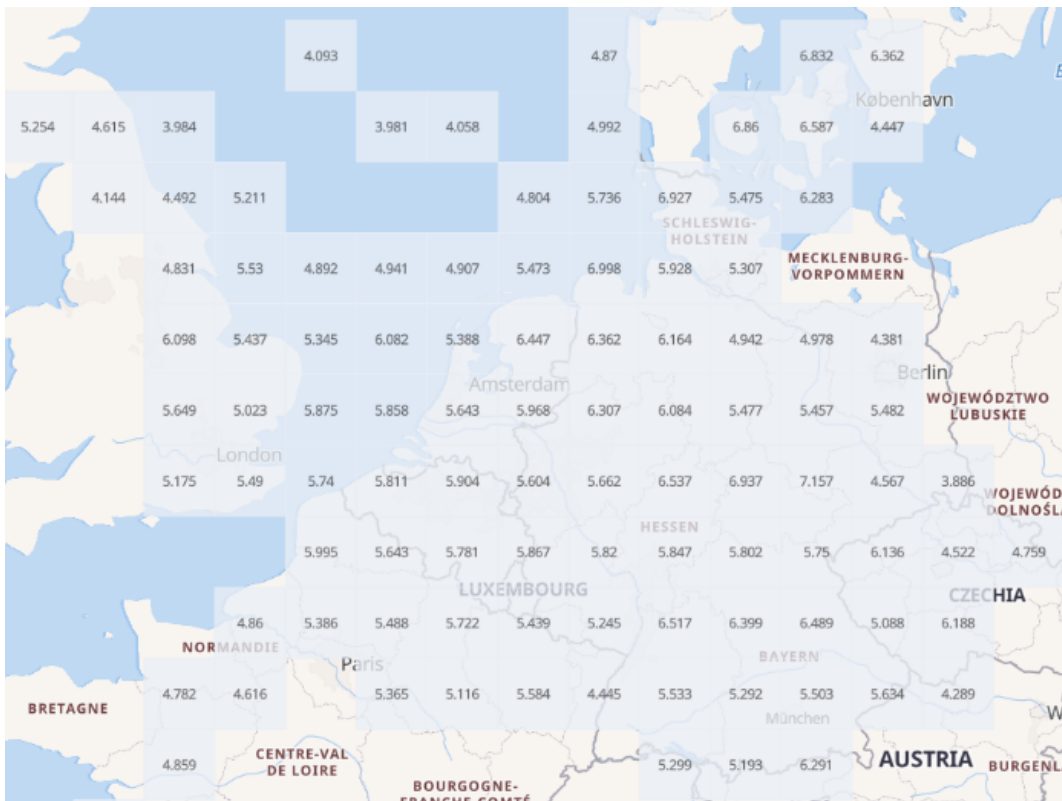 4.093 4.87 6.832 6.362
København
5.254 4.615 3.984 3.981 4.058 4.992 6.86 6.587 4.447
4.144 4.492 5.211 4.804 5.736 6.927 5.475 6.283
SCHLESWIG-
HOLSTEIN
MECKLENBURG-
VORPOMMERN
4.831 5.53 4.892 4.941 4.907 5.473 6.998 5.928 5.307
6.098 5.437 5.345 6.082 5.388 6.447 6.362 6.164 4.942 4.978 4.381
Berlin
Amsterdam
WOJEWÓDZTWO
LUBUSKIE
5.649 5.023 5.875 5.858 5.643 5.968 6.307 6.084 5.477 5.457 5.482
London
5.175 5.49 5.74 5.811 5.904 5.604 5.662 6.537 6.937 7.157 4.567 3.886
WOJEWÓD
DOLNOŚL
HESSEN
5.995 5.643 5.781 5.867 5.82 5.847 5.802 5.75 6.136 4.522 4.759
LUXEMBOURG
CZECHIA
4.86 5.386 5.488 5.722 5.439 5.245 6.517 6.399 6.489 5.088 6.188
NORMANDIE
Paris
BAYERN
4.782 4.616 5.365 5.116 5.584 4.445 5.533 5.292 5.503 5.634 4.289
BRETAGNE
München
W
CENTRE-VAL
DE LOIRE
4.859 5.299 5.193 6.291
AUSTRIA
BURGENL
BOURGOGNE-
FRANCHE-COMTÉ